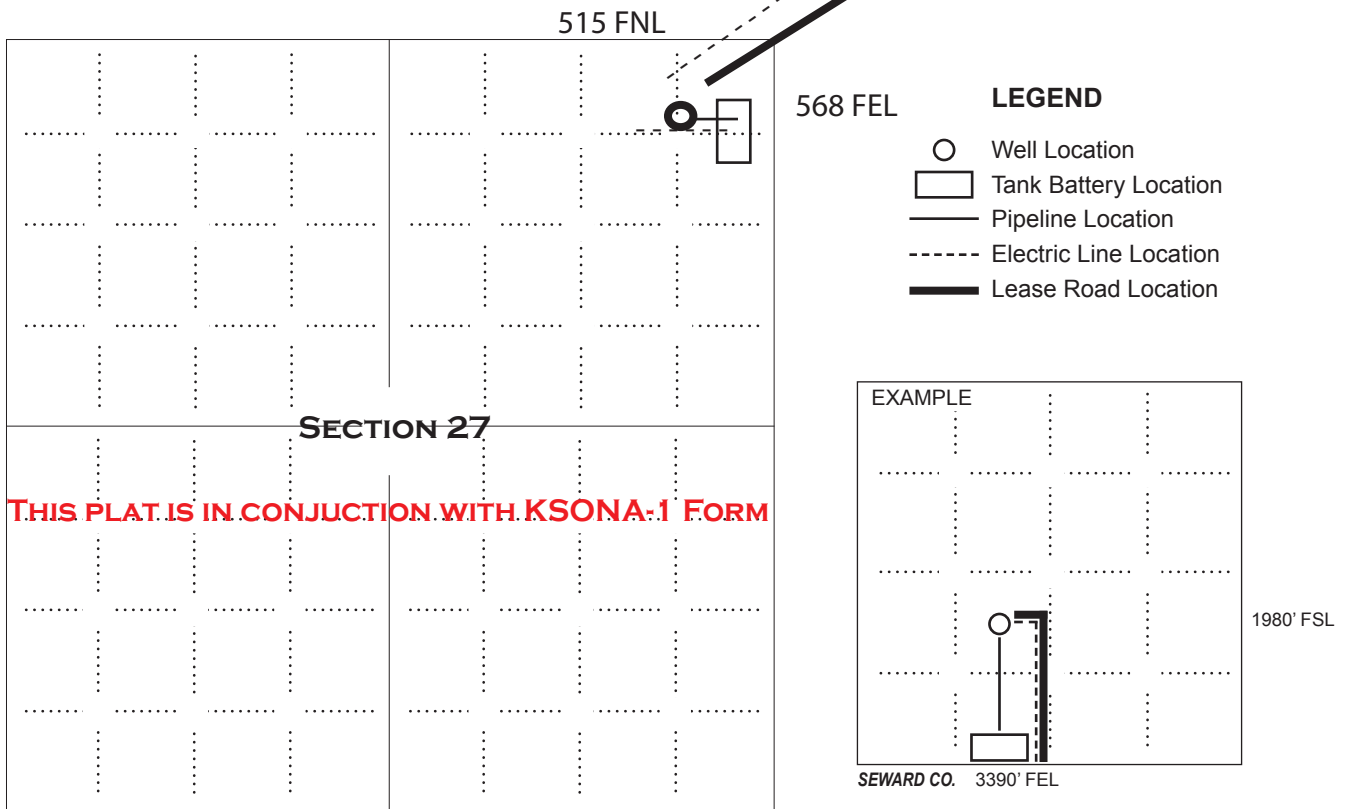 515 FNL
568 FEL
LEGEND
Well Location
Tank Battery Location
Pipeline Location
Electric Line Location
Lease Road Location
SECTION 27
THIS PLAT IS IN CONJUCTION WITH KSONA-1 FORM
EXAMPLE
1980' FSL
SEWARD CO. 3390' FEL